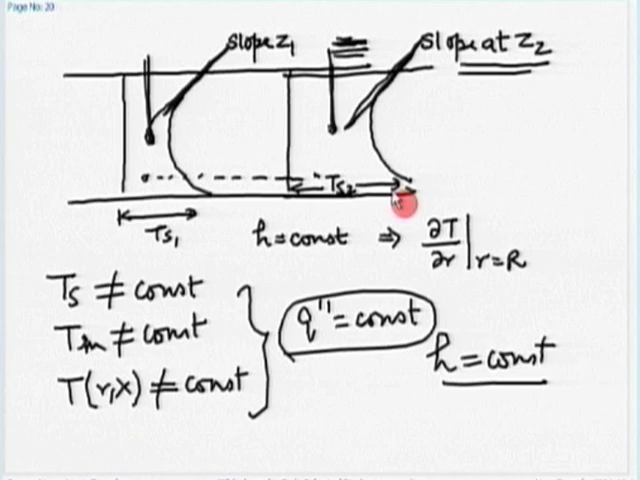 Page No: 20
slope z1
slope at z2
Ts1
Ts2
h = const ⇒ ∂T/∂r | r=R
Ts ≠ const
Tm ≠ const
T(r,x) ≠ const
q'' = const
h = const